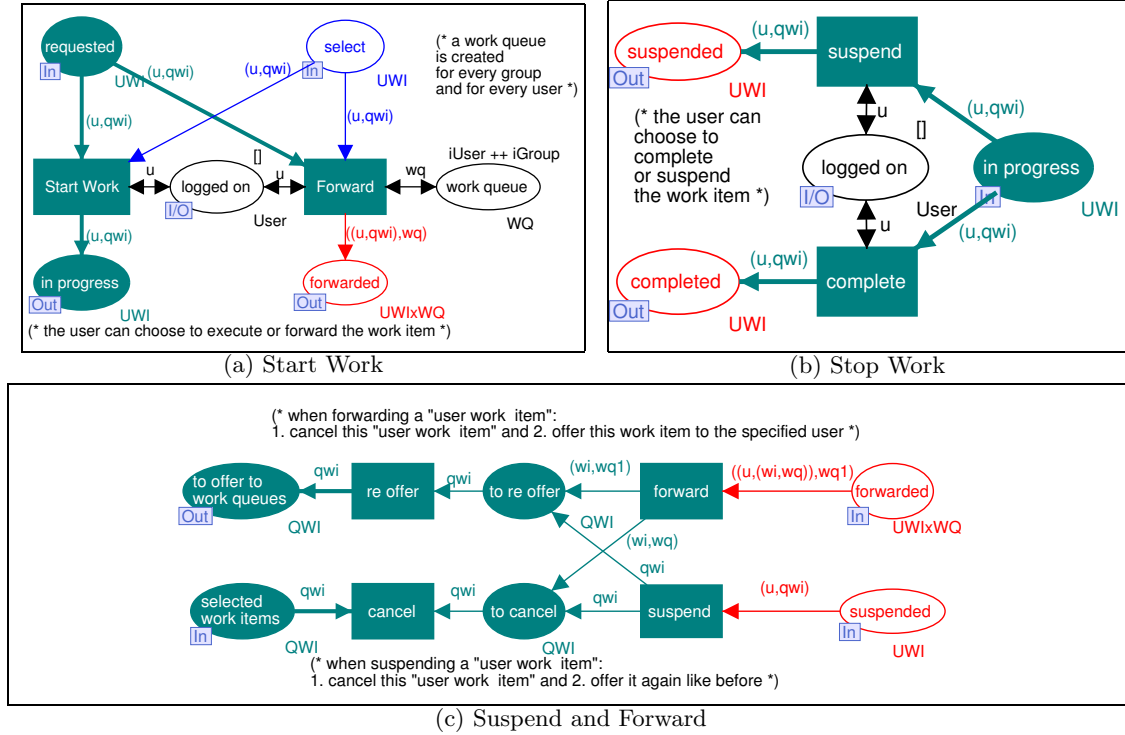 requested
In
UWI
(u,qwi)
select
In
UWI
(u,qwi)
(* a work queue
is created
for every group
and for every user *)
(u,qwi)
(u,qwi)
Start Work
u
logged on
I/O
User
[]
u
Forward
wq
iUser ++ iGroup
work queue
WQ
(u,qwi)
((u,qwi),wq)
in progress
Out
UWI
forwarded
Out
UWIxWQ
(* the user can choose to execute or forward the work item *)
(a) Start Work
suspended
Out
UWI
(u,qwi)
suspend
(u,qwi)
(* the user can
choose to
complete
or suspend
the work item *)
u
[]
logged on
I/O
User
in progress
In
UWI
u
(u,qwi)
completed
Out
UWI
(u,qwi)
complete
(b) Stop Work
(* when forwarding a "user work item":
1. cancel this "user work item" and 2. offer this work item to the specified user *)
to offer to
work queues
Out
QWI
qwi
re offer
qwi
to re offer
QWI
(wi,wq1)
forward
((u,(wi,wq)),wq1)
forwarded
In
UWIxWQ
(wi,wq)
qwi
selected
work items
In
QWI
qwi
cancel
qwi
to cancel
QWI
qwi
suspend
(u,qwi)
suspended
In
UWI
(* when suspending a "user work item":
1. cancel this "user work item" and 2. offer it again like before *)
(c) Suspend and Forward